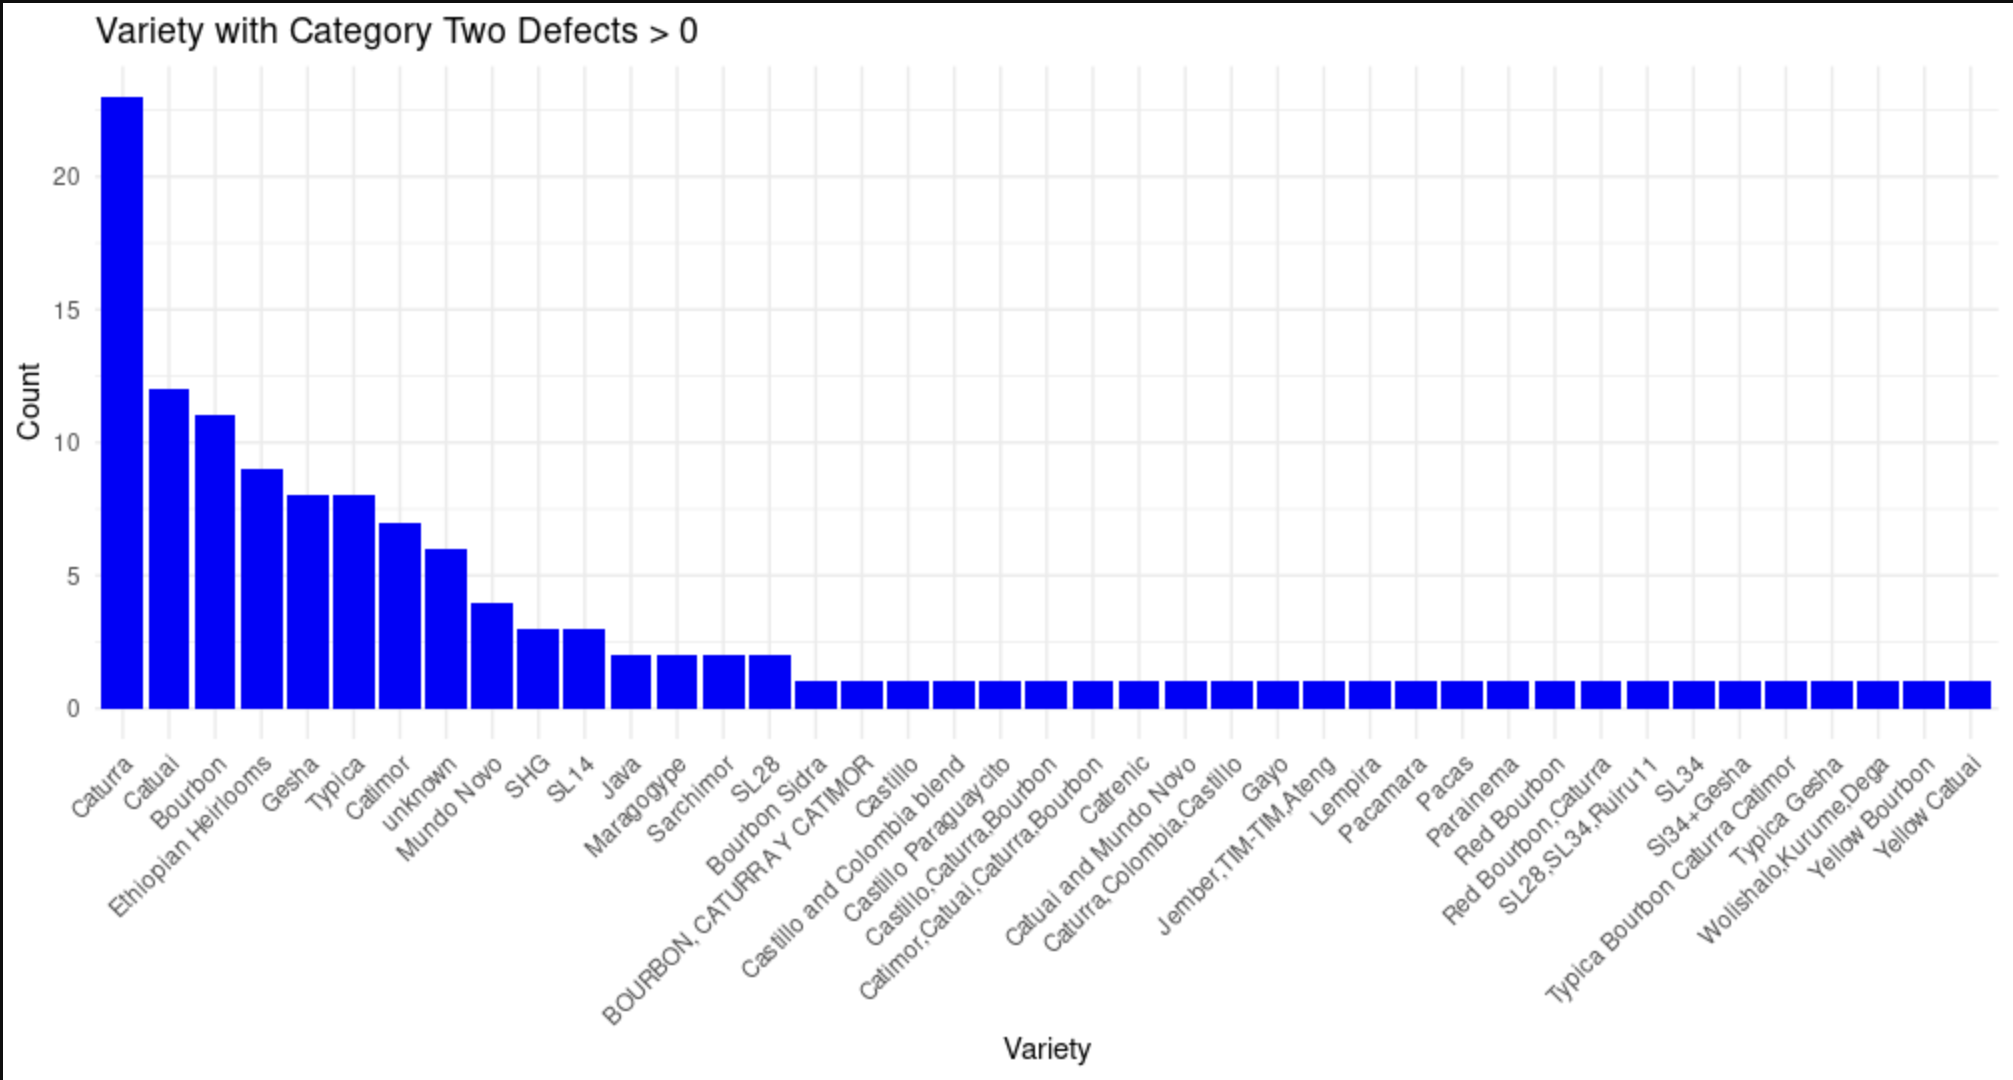 Variety with Category Two Defects > 0
Count
20
15
10
5
0
Caturra
Catuai
Bourbon
Ethiopian Heirlooms
Gesha
Typica
Catimor
unknown
Mundo Novo
SHG
SL14
Java
Maragogype
Sarchimor
SL28
Bourbon Sidra
BOURBON, CATURRA Y CATIMOR
Castillo
Castillo and Colombia blend
Castillo Paraguaycito
Castillo,Caturra,Bourbon
Catimor,Catuai,Caturra,Bourbon
Catrenic
Catuai and Mundo Novo
Caturra,Colombia,Castillo
Gayo
Jember,TIM-TIM,Ateng
Lempira
Pacamara
Pacas
Parainema
Red Bourbon
Red Bourbon,Caturra
SL28,SL34,Ruiru11
SL34
Sl34+Gesha
Typica Bourbon Caturra Catimor
Typica Gesha
Wolishalo,Kurume,Dega
Yellow Bourbon
Yellow Catuai
Variety